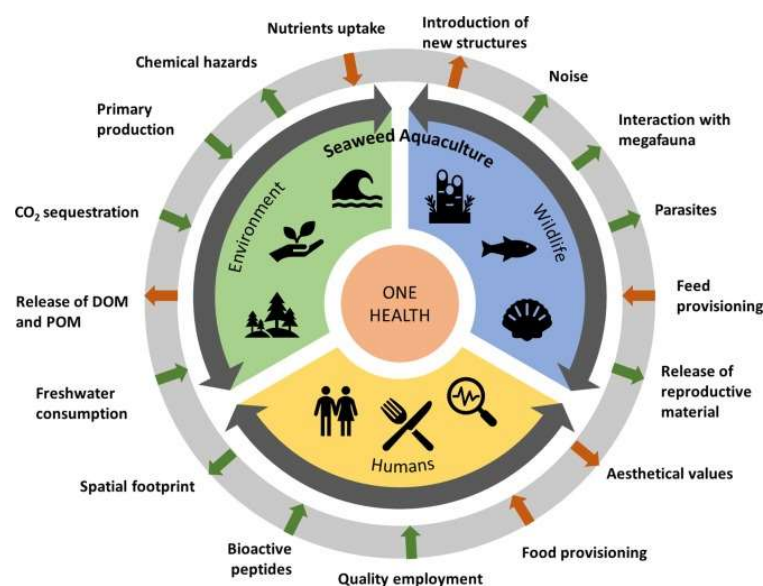 Nutrients uptake
Introduction of
new structures
Chemical hazards
Noise
Primary
production
Interaction with
megafauna
Seaweed Aquaculture
CO₂ sequestration
Environment
Wildlife
Parasites
Release of DOM
and POM
ONE
HEALTH
Feed
provisioning
Freshwater
consumption
Release of
reproductive
material
Humans
Spatial footprint
Aesthetical values
Bioactive
peptides
Quality employment
Food provisioning